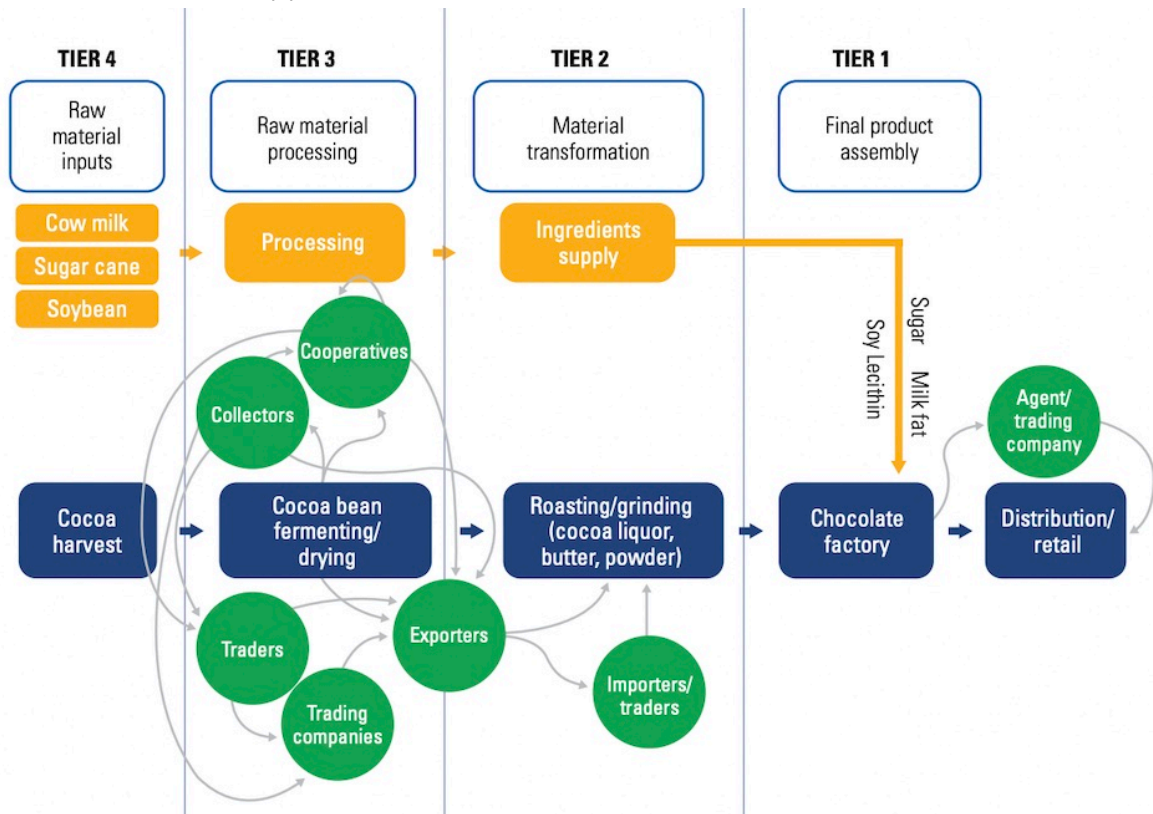 TIER 4
TIER 3
TIER 2
TIER 1
Raw
material
inputs
Raw material
processing
Material
transformation
Final product
assembly
Cow milk
Sugar cane
Soybean
Processing
Ingredients
supply
Sugar Milk fat
Soy Lecithin
Cooperatives
Collectors
Agent/
trading
company
Cocoa
harvest
Cocoa bean
fermenting/
drying
Roasting/grinding
(cocoa liquor,
butter, powder)
Chocolate
factory
Distribution/
retail
Traders
Exporters
Trading
companies
Importers/
traders